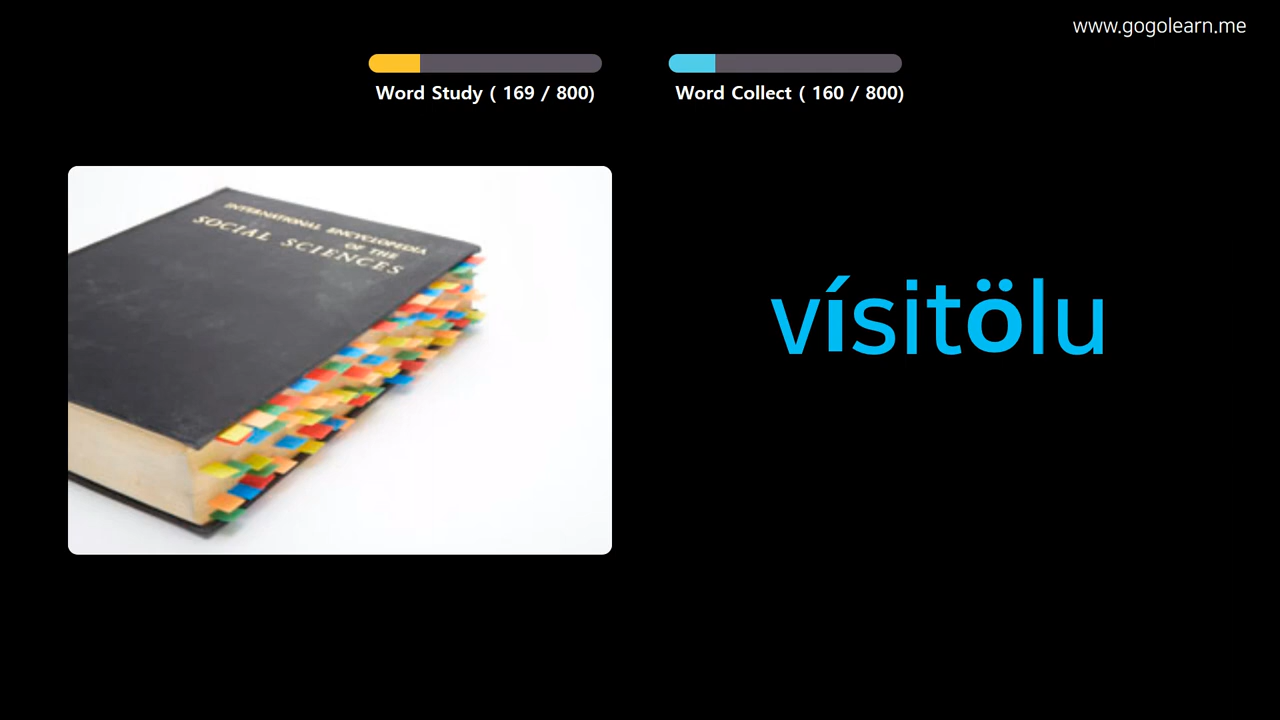 www.gogolearn.me
Word Study ( 169 / 800)
Word Collect ( 160 / 800)
INTERNATIONAL ENCYCLOPEDIA
OF THE
SOCIAL SCIENCES
vísitölu